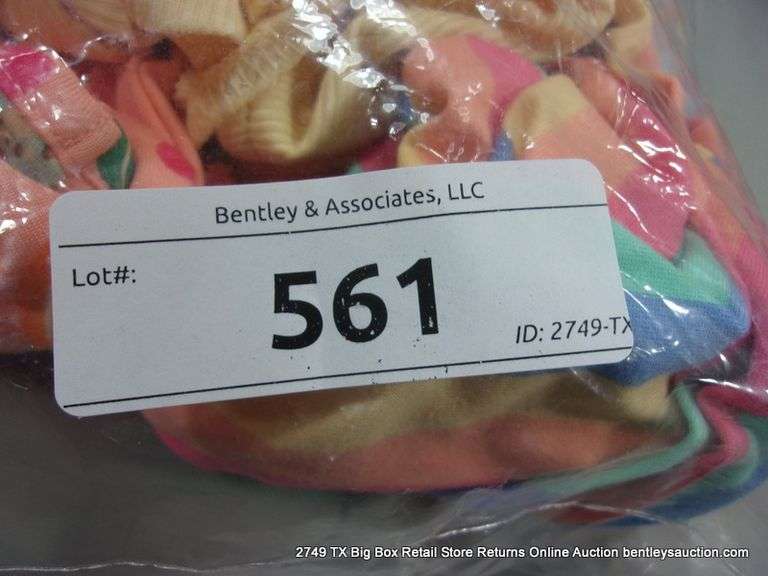 Bentley & Associates, LLC
Lot#:
561
ID: 2749-TX
2749 TX Big Box Retail Store Returns Online Auction bentleysauction.com